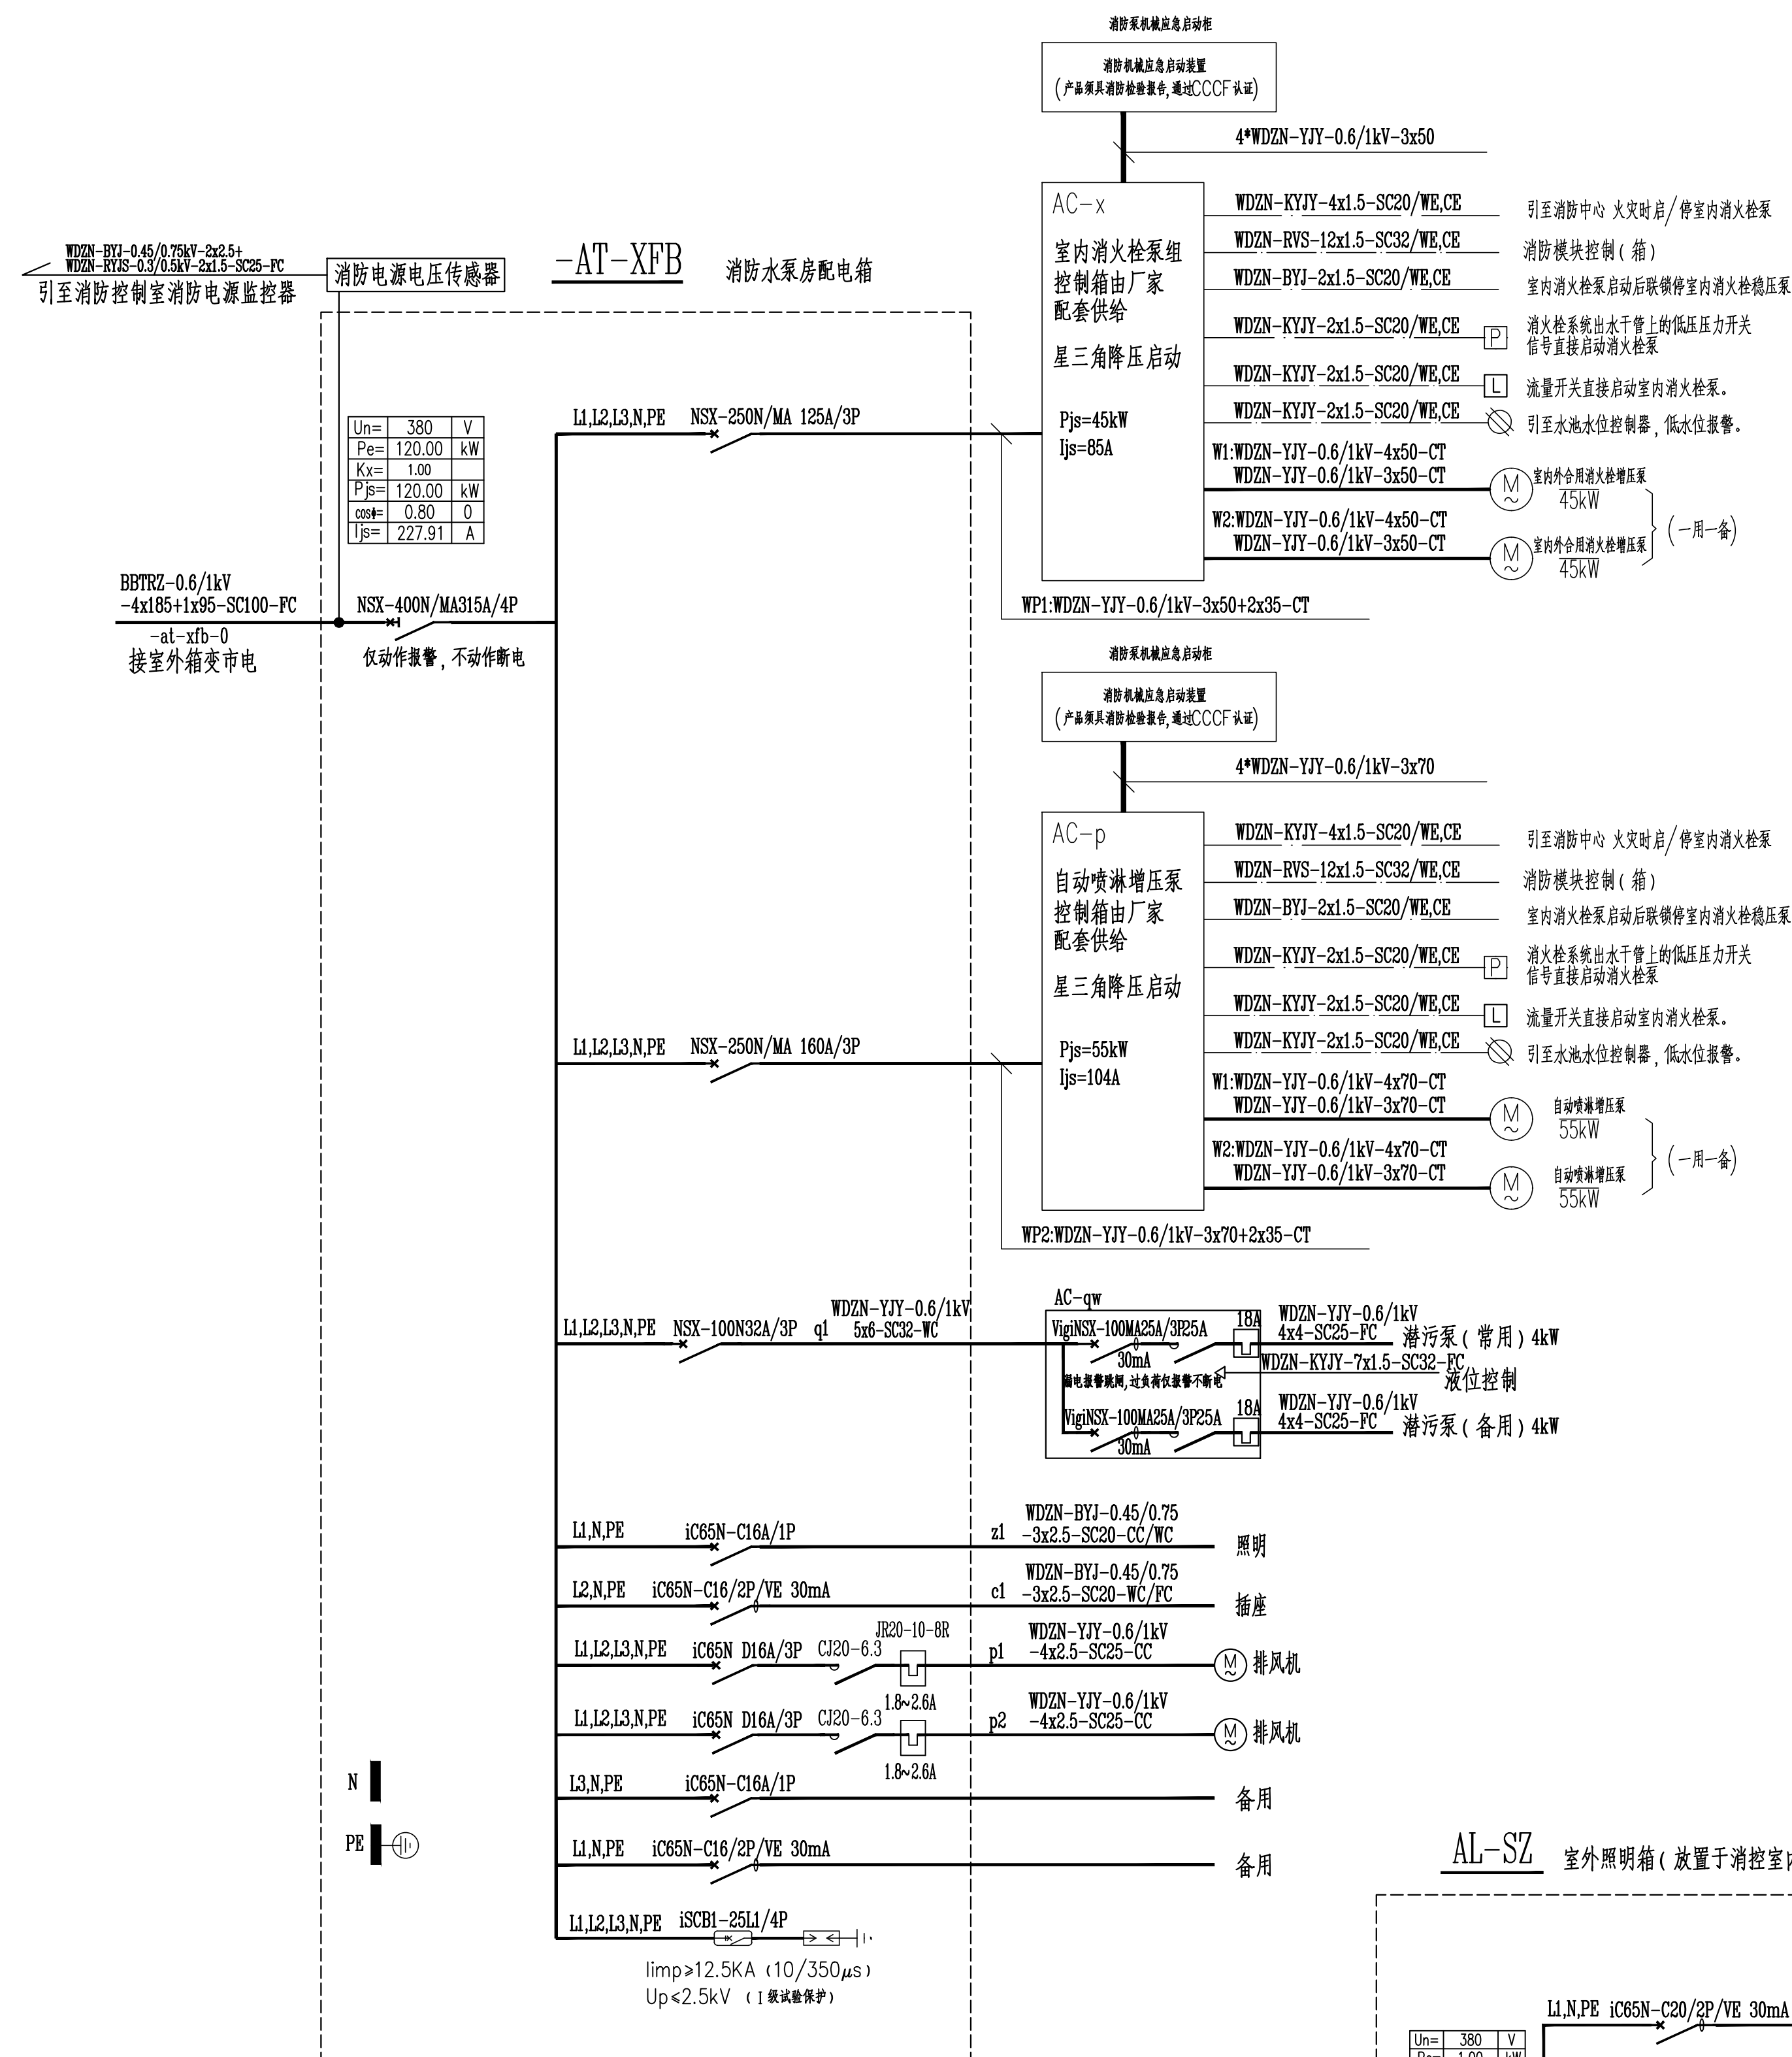 消防泵机械应急启动柜
消防机械应急启动装置
(产品须具消防检验报告,通过CCCF认证)
4*WDZN-YJY-0.6/1kV-3x50
WDZN-BYJ-0.45/0.75kV-2x2.5+
WDZN-RYJS-0.3/0.5kV-2x1.5-SC25-FC
引至消防控制室消防电源监控器
消防电源电压传感器
-AT-XFB
消防水泵房配电箱
AC-x
室内消火栓泵组
控制箱由厂家
配套供给
星三角降压启动
Pjs=45kW
Ijs=85A
WDZN-KYJY-4x1.5-SC20/WE,CE
引至消防中心 火灾时启/停室内消火栓泵
WDZN-RVS-12x1.5-SC32/WE,CE
消防模块控制(箱)
WDZN-BYJ-2x1.5-SC20/WE,CE
室内消火栓泵启动后联锁停室内消火栓稳压泵
WDZN-KYJY-2x1.5-SC20/WE,CE
P
消火栓系统出水干管上的低压压力开关
信号直接启动消火栓泵
WDZN-KYJY-2x1.5-SC20/WE,CE
L
流量开关直接启动室内消火栓泵。
WDZN-KYJY-2x1.5-SC20/WE,CE
引至水池水位控制器,低水位报警。
W1:WDZN-YJY-0.6/1kV-4x50-CT
WDZN-YJY-0.6/1kV-3x50-CT
M
~
室内外合用消火栓增压泵
45kW
W2:WDZN-YJY-0.6/1kV-4x50-CT
WDZN-YJY-0.6/1kV-3x50-CT
M
~
室内外合用消火栓增压泵
45kW
(一用一备)
L1,L2,L3,N,PE NSX-250N/MA 125A/3P
WP1:WDZN-YJY-0.6/1kV-3x50+2x35-CT
Un= 380 V
Pe= 120.00 kW
Kx= 1.00
Pjs= 120.00 kW
cosφ= 0.80 0
Ijs= 227.91 A
BBTRZ-0.6/1kV
-4x185+1x95-SC100-FC
-at-xfb-0
接室外箱变市电
NSX-400N/MA315A/4P
仅动作报警,不动作断电
消防泵机械应急启动柜
消防机械应急启动装置
(产品须具消防检验报告,通过CCCF认证)
4*WDZN-YJY-0.6/1kV-3x70
AC-p
自动喷淋增压泵
控制箱由厂家
配套供给
星三角降压启动
Pjs=55kW
Ijs=104A
WDZN-KYJY-4x1.5-SC20/WE,CE
引至消防中心 火灾时启/停室内消火栓泵
WDZN-RVS-12x1.5-SC32/WE,CE
消防模块控制(箱)
WDZN-BYJ-2x1.5-SC20/WE,CE
室内消火栓泵启动后联锁停室内消火栓稳压泵
WDZN-KYJY-2x1.5-SC20/WE,CE
P
消火栓系统出水干管上的低压压力开关
信号直接启动消火栓泵
WDZN-KYJY-2x1.5-SC20/WE,CE
L
流量开关直接启动室内消火栓泵。
WDZN-KYJY-2x1.5-SC20/WE,CE
引至水池水位控制器,低水位报警。
W1:WDZN-YJY-0.6/1kV-4x70-CT
WDZN-YJY-0.6/1kV-3x70-CT
M
~
自动喷淋增压泵
55kW
W2:WDZN-YJY-0.6/1kV-4x70-CT
WDZN-YJY-0.6/1kV-3x70-CT
M
~
自动喷淋增压泵
55kW
(一用一备)
L1,L2,L3,N,PE NSX-250N/MA 160A/3P
WP2:WDZN-YJY-0.6/1kV-3x70+2x35-CT
L1,L2,L3,N,PE NSX-100N32A/3P q1
WDZN-YJY-0.6/1kV
5x6-SC32-WC
AC-qw
VigiNSX-100MA25A/3P25A
30mA
18A
WDZN-YJY-0.6/1kV
4x4-SC25-FC
潜污泵(常用)4kW
漏电报警跳闸,过负荷仅报警不断电
WDZN-KYJY-7x1.5-SC32-FC
液位控制
VigiNSX-100MA25A/3P25A
30mA
18A
WDZN-YJY-0.6/1kV
4x4-SC25-FC
潜污泵(备用)4kW
L1,N,PE iC65N-C16A/1P z1
WDZN-BYJ-0.45/0.75
-3x2.5-SC20-CC/WC
照明
L2,N,PE iC65N-C16/2P/VE 30mA c1
WDZN-BYJ-0.45/0.75
-3x2.5-SC20-WC/FC
插座
L1,L2,L3,N,PE iC65N D16A/3P CJ20-6.3
JR20-10-8R
1.8~2.6A
p1
WDZN-YJY-0.6/1kV
-4x2.5-SC25-CC
M
~
排风机
L1,L2,L3,N,PE iC65N D16A/3P CJ20-6.3
1.8~2.6A
p2
WDZN-YJY-0.6/1kV
-4x2.5-SC25-CC
M
~
排风机
N
L3,N,PE iC65N-C16A/1P
备用
PE
L1,N,PE iC65N-C16/2P/VE 30mA
备用
L1,L2,L3,N,PE iSCB1-25L1/4P
Iimp≥12.5KA (10/350μs)
Up≤2.5kV (I级试验保护)
AL-SZ
室外照明箱(放置于消控室
L1,N,PE iC65N-C20/2P/VE 30mA
Un= 380 V